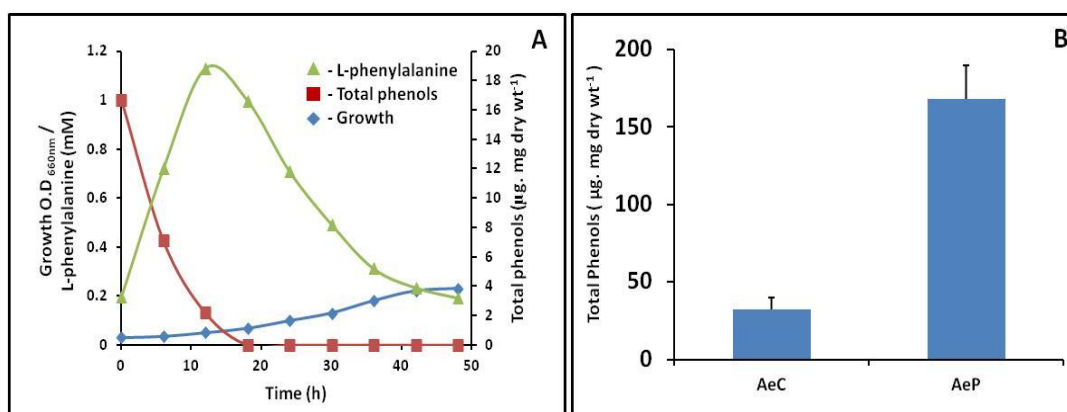 A
Growth O.D 660nm /
L-phenylalanine (mM)
1.2
1
0.8
0.6
0.4
0.2
0
- L-phenylalanine
- Total phenols
- Growth
20
18
16
14
12
10
8
6
4
2
0
Total phenols (μg. mg dry wt-1)
0 10 20 30 40 50
Time (h)
B
Total Phenols ( μg. mg dry wt-1)
200
150
100
50
0
AeC AeP